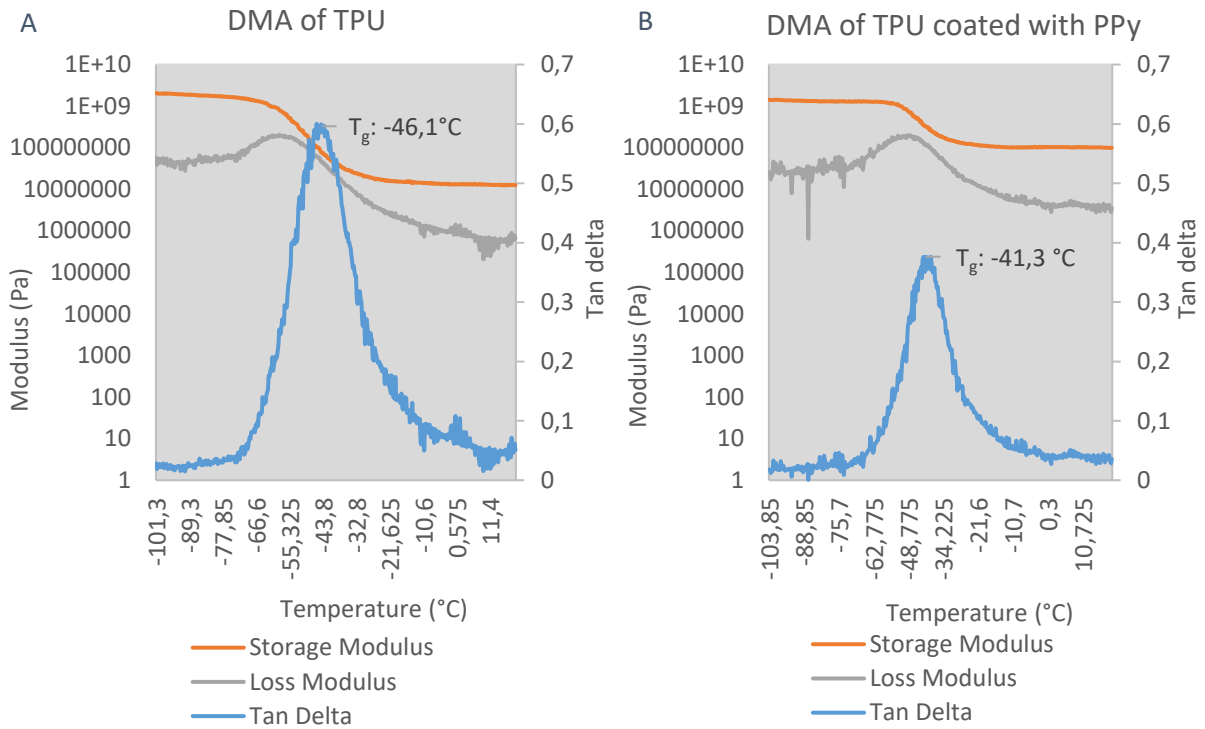 A
DMA of TPU
1E+10
1E+09
100000000
10000000
1000000
100000
10000
1000
100
10
1
Modulus (Pa)
0,7
0,6
0,5
0,4
0,3
0,2
0,1
0
Tan delta
Tg: -46,1°C
-101,3
-89,3
-77,85
-66,6
-55,325
-43,8
-32,8
-21,625
-10,6
0,575
11,4
Temperature (°C)
Storage Modulus
Loss Modulus
Tan Delta
B
DMA of TPU coated with PPy
1E+10
1E+09
100000000
10000000
1000000
100000
10000
1000
100
10
1
Modulus (Pa)
0,7
0,6
0,5
0,4
0,3
0,2
0,1
0
Tan delta
Tg: -41,3 °C
-103,85
-88,85
-75,7
-62,775
-48,775
-34,225
-21,6
-10,7
0,3
10,725
Temperature (°C)
Storage Modulus
Loss Modulus
Tan Delta